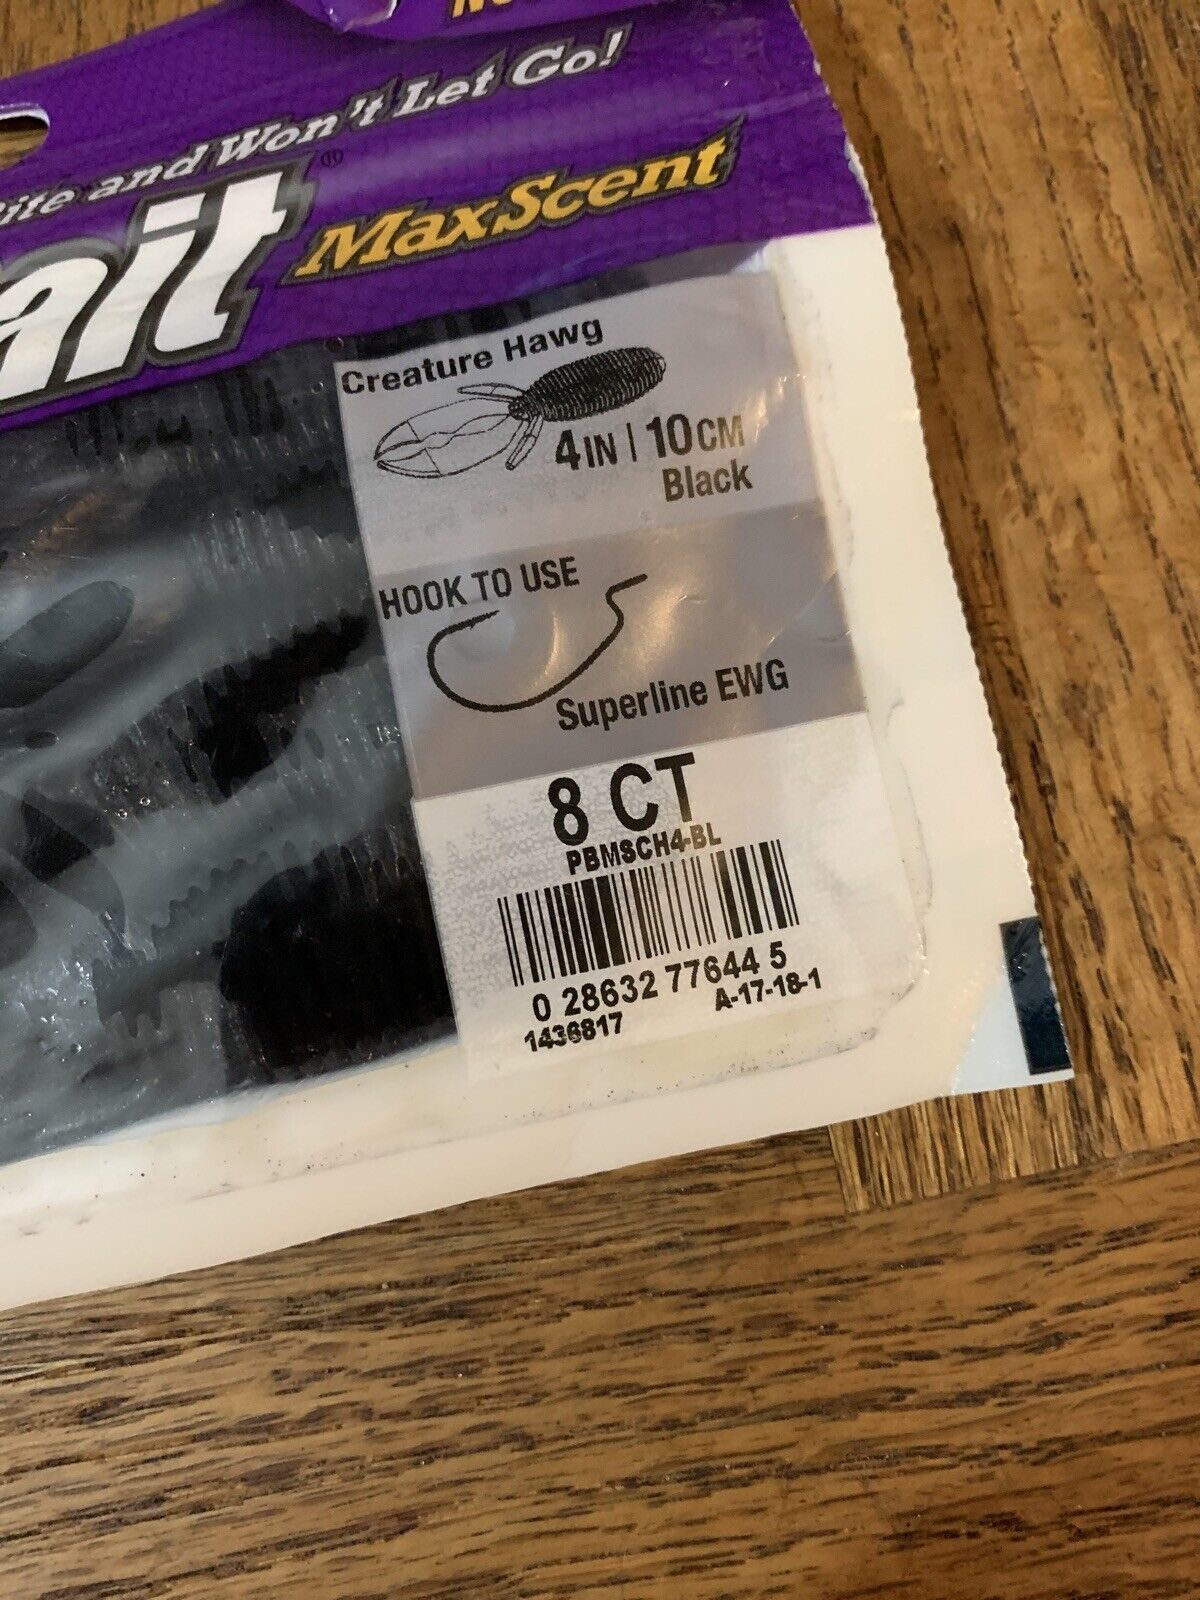 and Won't Let Go!
ait® MaxScent
Creature Hawg
4IN | 10CM
Black
HOOK TO USE
Superline EWG
8 CT
PBMSCH4-BL
0 28632 77644 5
1436817 A-17-18-1